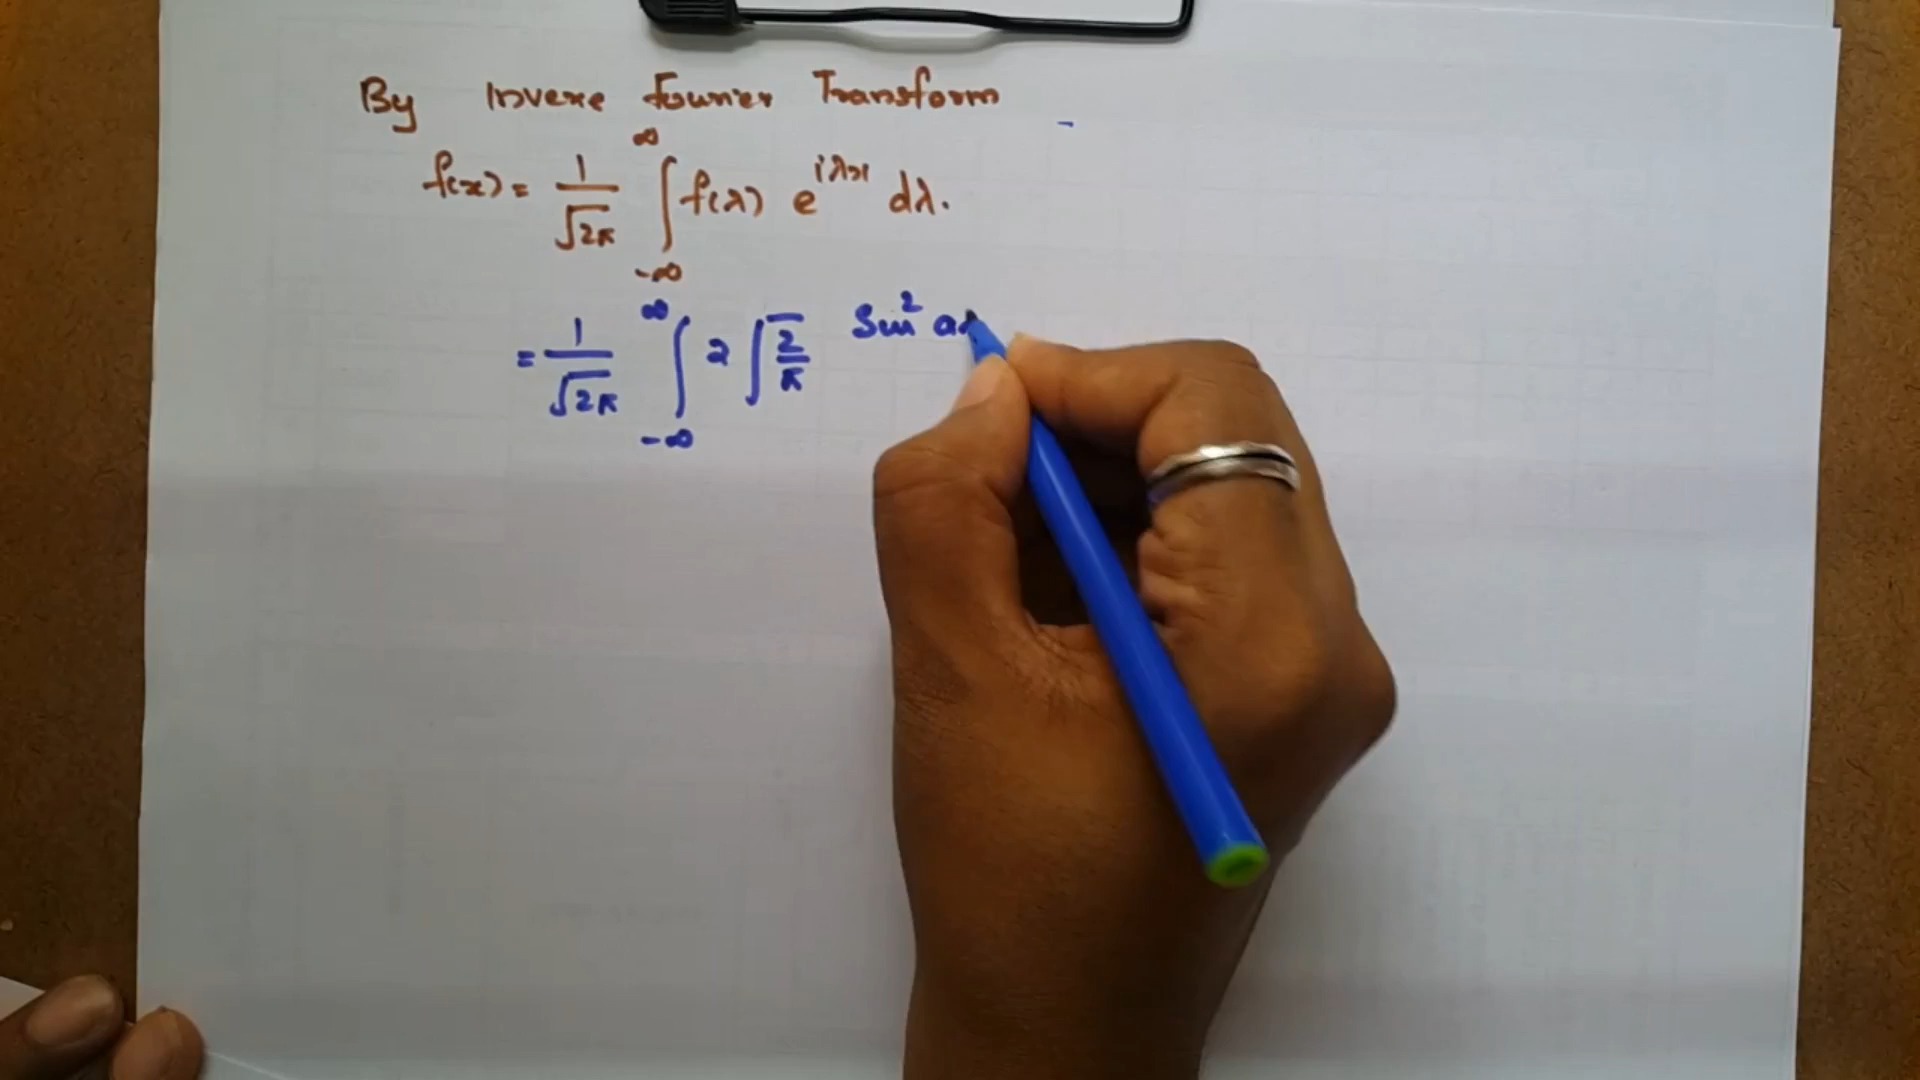 By Inverse Fourier Transform
f(x) = 1/√2π ∫_{-∞}^{∞} f(λ) e^{iλx} dλ.
= 1/√2π ∫_{-∞}^{∞} 2 √2/π Sin² a